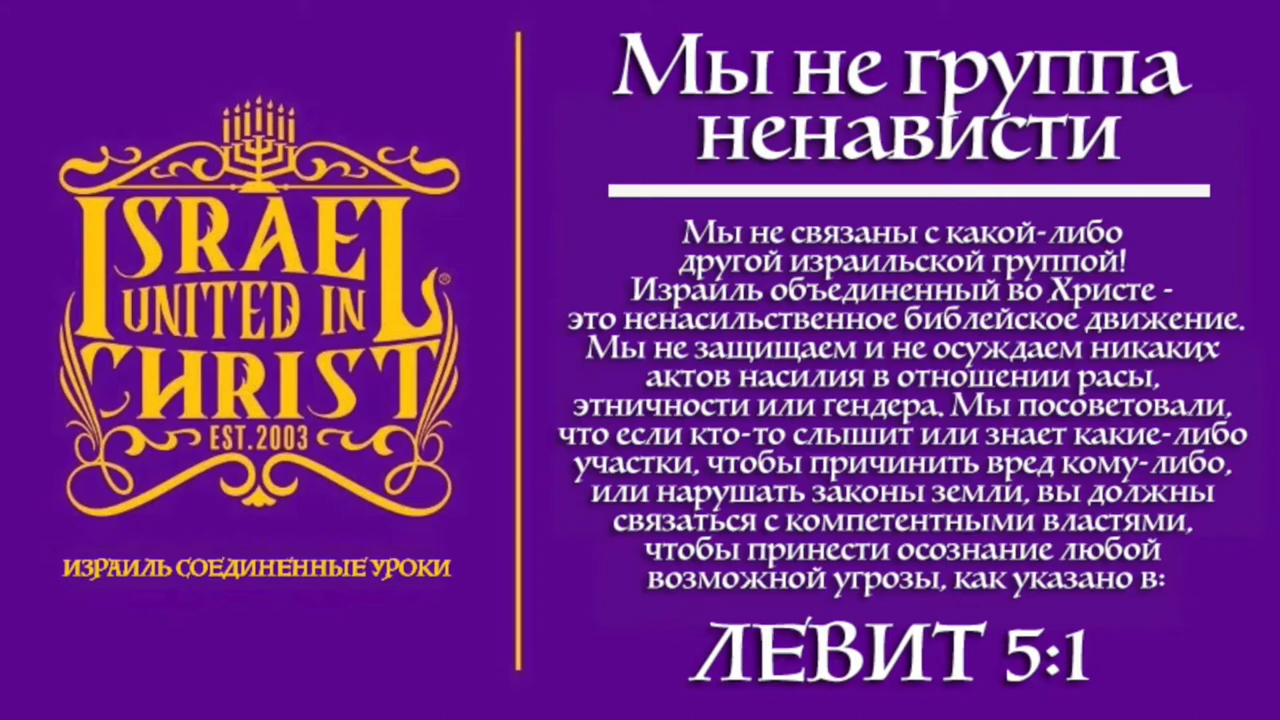 ISRAEL
UNITED IN
CHRIST
®
EST. 2003
ИЗРАИЛЬ СОЕДИНЕННЫЕ УРОКИ
Мы не группа
ненависти
Мы не связаны с какой-либо
другой израильской группой!
Израиль объединенный во Христе -
это ненасильственное библейское движение.
Мы не защищаем и не осуждаем никаких
актов насилия в отношении расы,
этничности или гендера. Мы посоветовали,
что если кто-то слышит или знает какие-либо
участки, чтобы причинить вред кому-либо,
или нарушать законы земли, вы должны
связаться с компетентными властями,
чтобы принести осознание любой
возможной угрозы, как указано в:
ЛЕВИТ 5:1